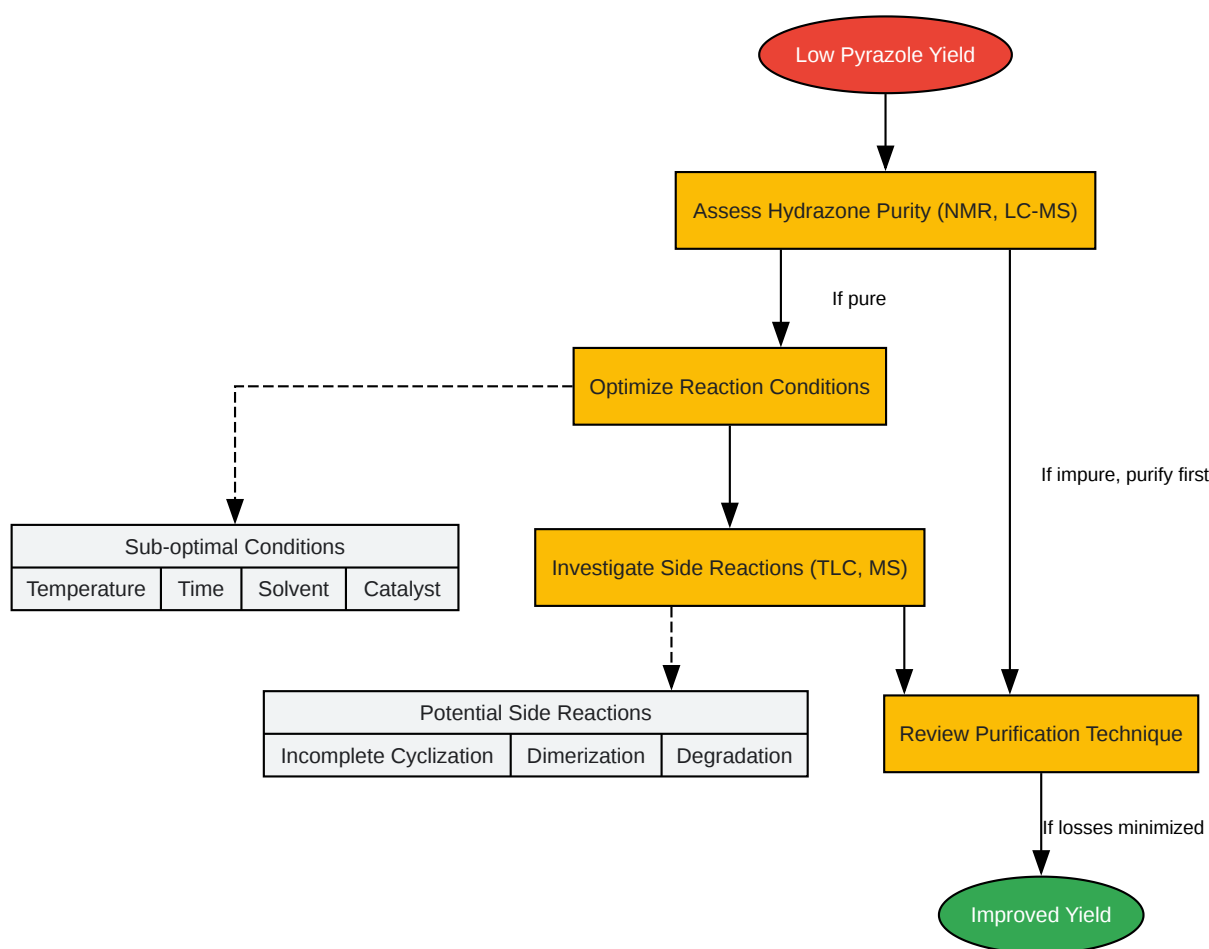 Low Pyrazole Yield
Assess Hydrazone Purity (NMR, LC-MS)
If pure
Optimize Reaction Conditions
If impure, purify first
Sub-optimal Conditions
Temperature Time Solvent Catalyst
Investigate Side Reactions (TLC, MS)
Potential Side Reactions
Incomplete Cyclization Dimerization Degradation
Review Purification Technique
If losses minimized
Improved Yield